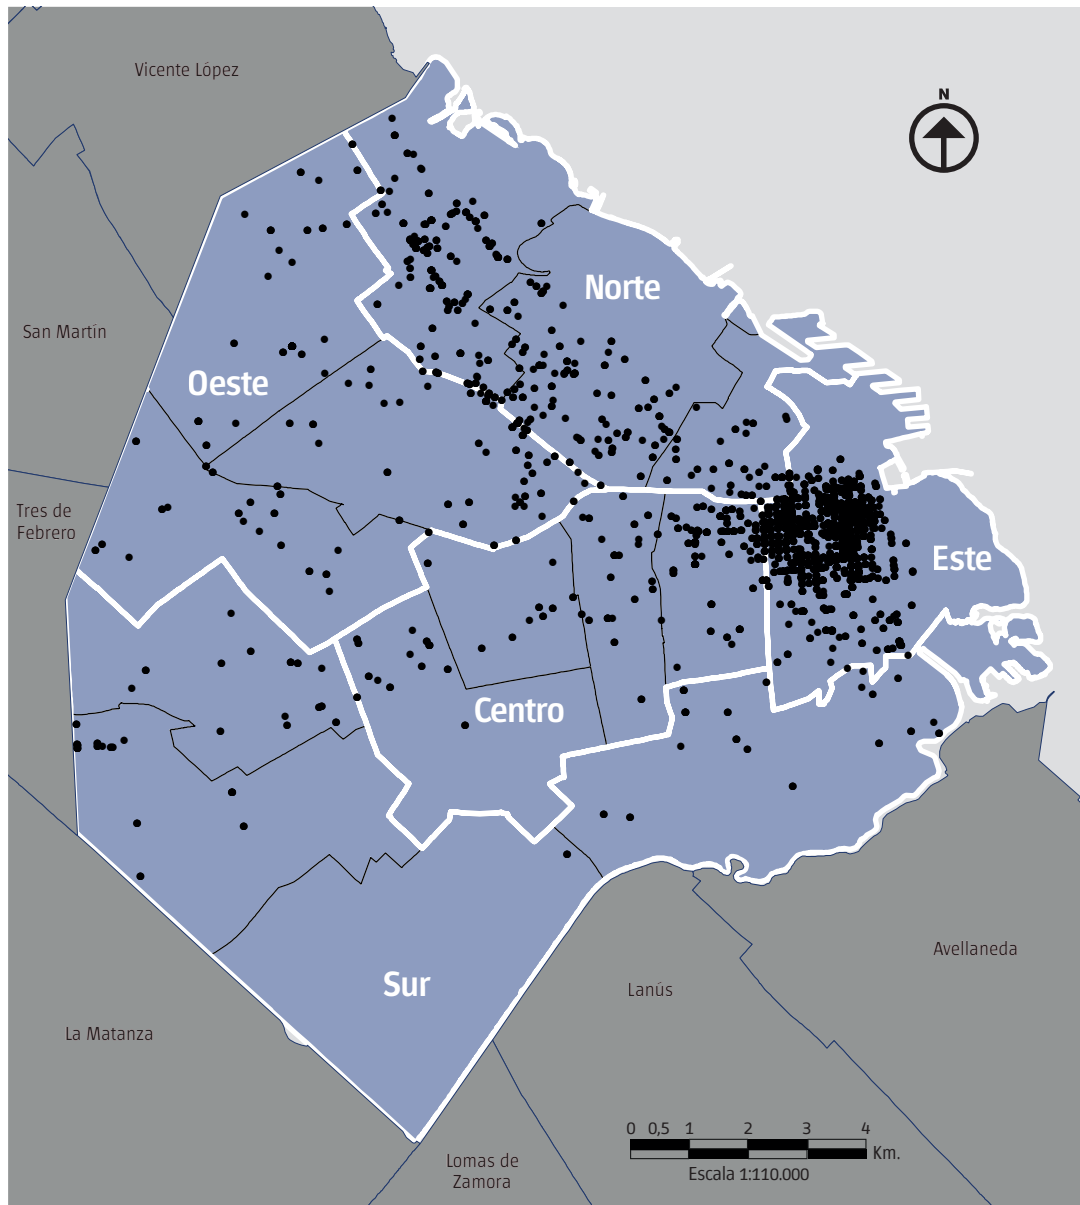 Vicente López
N
Norte
San Martín
Oeste
Tres de
Febrero
Este
Centro
Avellaneda
Sur
Lanús
La Matanza
0 0,5 1 2 3 4
Km.
Escala 1:110.000
Lomas de
Zamora